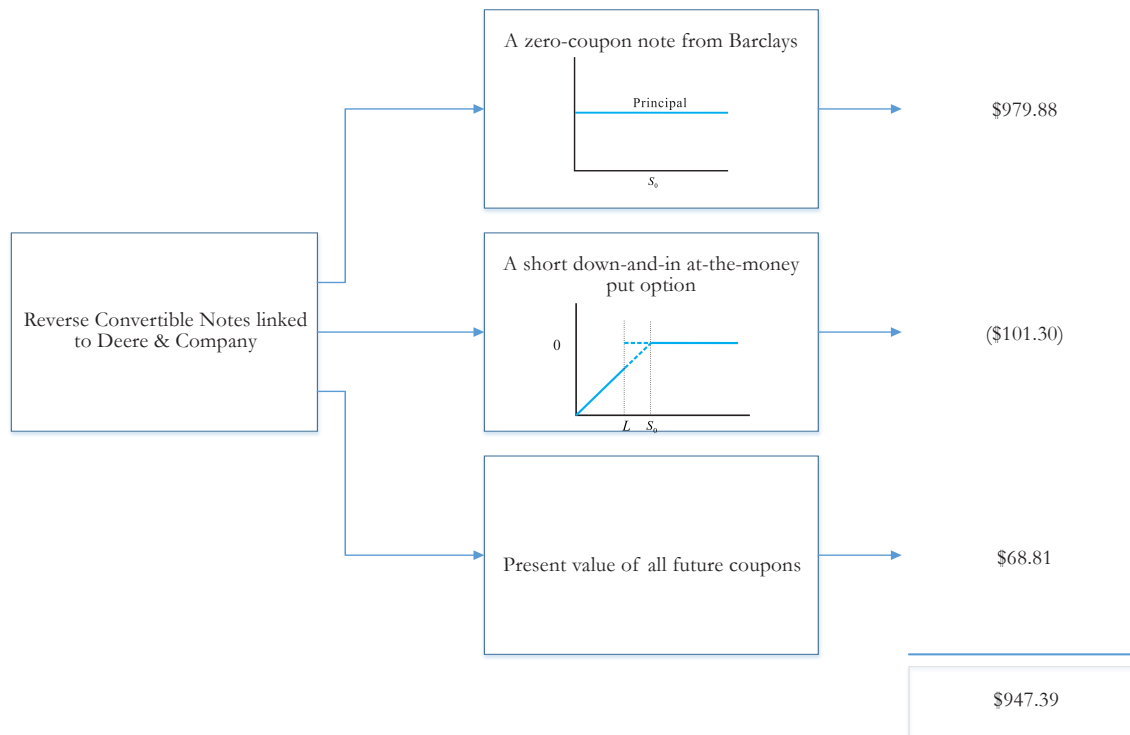 A zero-coupon note from Barclays
Principal
S₀
$979.88
Reverse Convertible Notes linked
to Deere & Company
A short down-and-in at-the-money
put option
0
L S₀
($101.30)
Present value of all future coupons
$68.81
$947.39